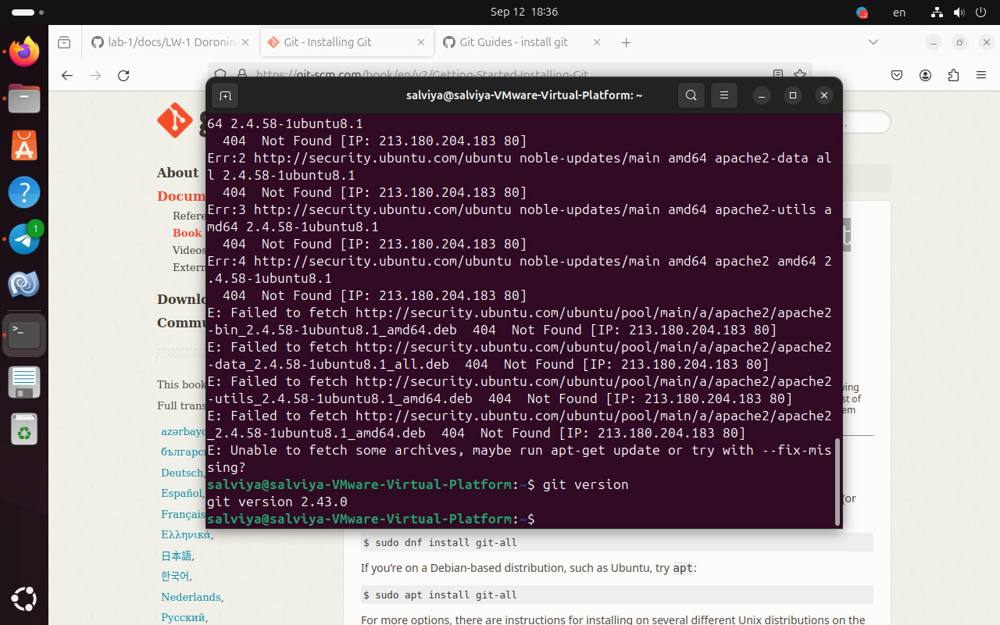 Sep 12 18:36
en
lab-1/docs/LW-1 Doronin
Git - Installing Git
Git Guides - install git
https://git-scm.com/book/en/v2/Getting-Started-Installing-Git
salviya@salviya-VMware-Virtual-Platform: ~
64 2.4.58-1ubuntu8.1
404 Not Found [IP: 213.180.204.183 80]
Err:2 http://security.ubuntu.com/ubuntu noble-updates/main amd64 apache2-data al
l 2.4.58-1ubuntu8.1
404 Not Found [IP: 213.180.204.183 80]
Err:3 http://security.ubuntu.com/ubuntu noble-updates/main amd64 apache2-utils a
md64 2.4.58-1ubuntu8.1
404 Not Found [IP: 213.180.204.183 80]
Err:4 http://security.ubuntu.com/ubuntu noble-updates/main amd64 apache2 amd64 2
.4.58-1ubuntu8.1
404 Not Found [IP: 213.180.204.183 80]
E: Failed to fetch http://security.ubuntu.com/ubuntu/pool/main/a/apache2/apache2
-bin_2.4.58-1ubuntu8.1_amd64.deb 404 Not Found [IP: 213.180.204.183 80]
E: Failed to fetch http://security.ubuntu.com/ubuntu/pool/main/a/apache2/apache2
-data_2.4.58-1ubuntu8.1_all.deb 404 Not Found [IP: 213.180.204.183 80]
E: Failed to fetch http://security.ubuntu.com/ubuntu/pool/main/a/apache2/apache2
-utils_2.4.58-1ubuntu8.1_amd64.deb 404 Not Found [IP: 213.180.204.183 80]
E: Failed to fetch http://security.ubuntu.com/ubuntu/pool/main/a/apache2/apache2
_2.4.58-1ubuntu8.1_amd64.deb 404 Not Found [IP: 213.180.204.183 80]
E: Unable to fetch some archives, maybe run apt-get update or try with --fix-mis
sing?
salviya@salviya-VMware-Virtual-Platform:~$ git version
git version 2.43.0
salviya@salviya-VMware-Virtual-Platform:~$
About
Docum
Refere
Book
Videos
Extern
Downlo
Commu
This book
Full trans
azərbayc
българс
Deutsch,
Español,
Français
Ελληνικά,
日本語,
한국어,
Nederlands,
Русский,
t
ving
st of
em
(or
$ sudo dnf install git-all
If you're on a Debian-based distribution, such as Ubuntu, try apt:
$ sudo apt install git-all
For more options, there are instructions for installing on several different Unix distributions on the
1